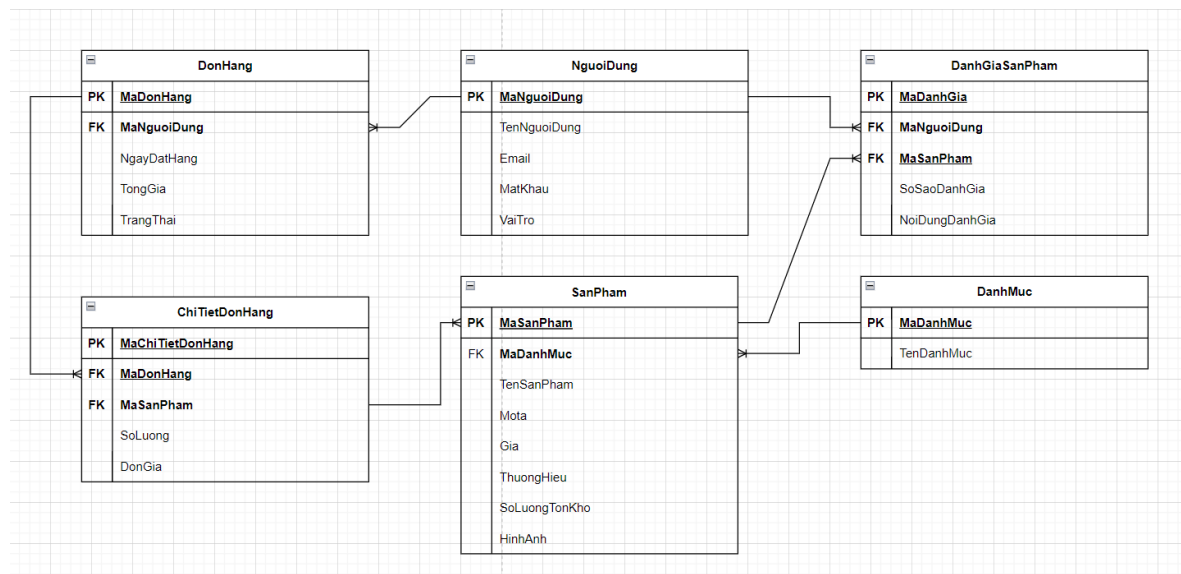 DonHang
PK MaDonHang
FK MaNguoiDung
NgayDatHang
TongGia
TrangThai
NguoiDung
PK MaNguoiDung
TenNguoiDung
Email
MatKhau
VaiTro
DanhGiaSanPham
PK MaDanhGia
FK MaNguoiDung
FK MaSanPham
SoSaoDanhGia
NoiDungDanhGia
ChiTietDonHang
PK MaChiTietDonHang
FK MaDonHang
FK MaSanPham
SoLuong
DonGia
SanPham
PK MaSanPham
FK MaDanhMuc
TenSanPham
Mota
Gia
ThuongHieu
SoLuongTonKho
HinhAnh
DanhMuc
PK MaDanhMuc
TenDanhMuc